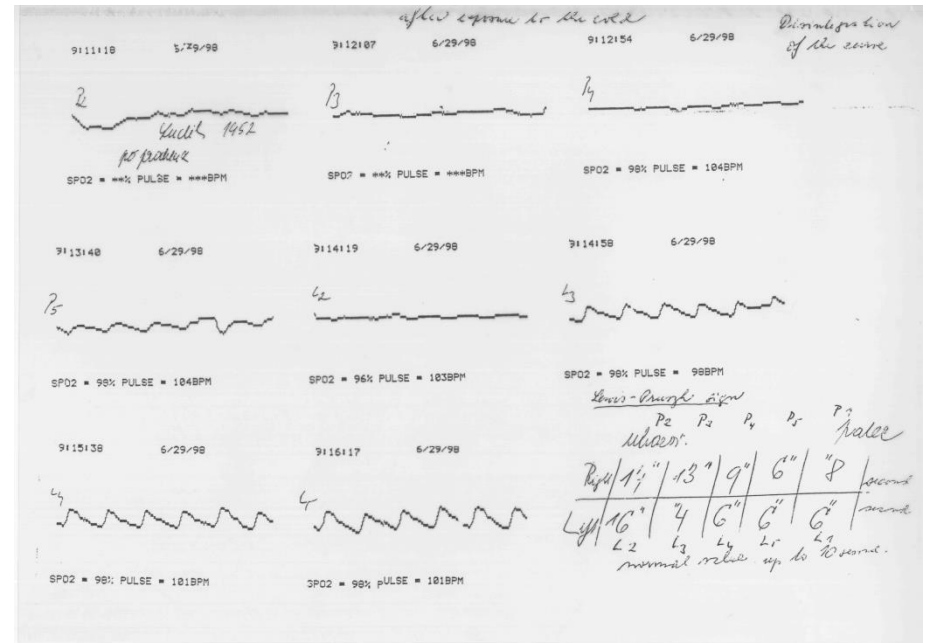 after exposure to the cold
Disintegration
of the curve
9:11:18 5/29/98
9:12:07 6/29/98
9:12:54 6/29/98
P2
P3
P4
1952
SPO2 = **% PULSE = ***BPM
SPO2 = **% PULSE = ***BPM
SPO2 = 98% PULSE = 104BPM
9:13:40 6/29/98
9:14:19 6/29/98
9:14:58 6/29/98
P5
L2
L3
SPO2 = 98% PULSE = 104BPM
SPO2 = 96% PULSE = 103BPM
SPO2 = 98% PULSE = 98BPM
9:15:38 6/29/98
9:16:17 6/29/98
L4
SPO2 = 98% PULSE = 101BPM
SPO2 = 98% PULSE = 101BPM
Lewis-Prusik sign
P2 P3 P4 P5 P1
palec
Right 13" 9" 6" "8 second
Left 16" "4 6" 6" 6" second
L2 L3 L4 L5 L1
normal value up to 10 second.